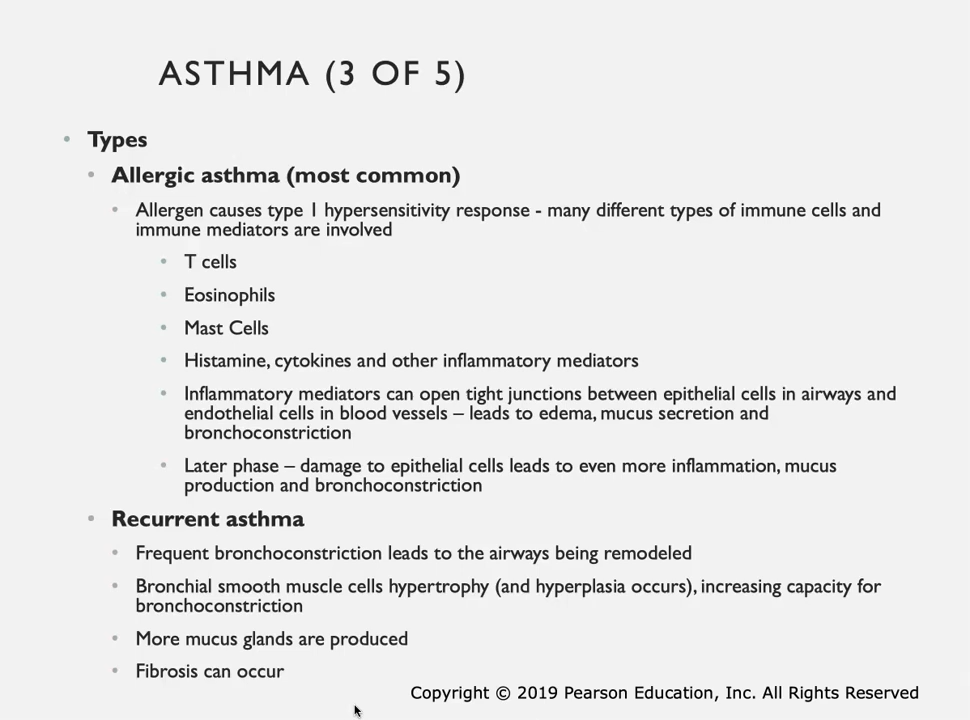 ASTHMA (3 OF 5)
• Types
• Allergic asthma (most common)
• Allergen causes type 1 hypersensitivity response - many different types of immune cells and
immune mediators are involved
• T cells
• Eosinophils
• Mast Cells
• Histamine, cytokines and other inflammatory mediators
• Inflammatory mediators can open tight junctions between epithelial cells in airways and
endothelial cells in blood vessels – leads to edema, mucus secretion and
bronchoconstriction
• Later phase – damage to epithelial cells leads to even more inflammation, mucus
production and bronchoconstriction
• Recurrent asthma
• Frequent bronchoconstriction leads to the airways being remodeled
• Bronchial smooth muscle cells hypertrophy (and hyperplasia occurs), increasing capacity for
bronchoconstriction
• More mucus glands are produced
• Fibrosis can occur
Copyright © 2019 Pearson Education, Inc. All Rights Reserved